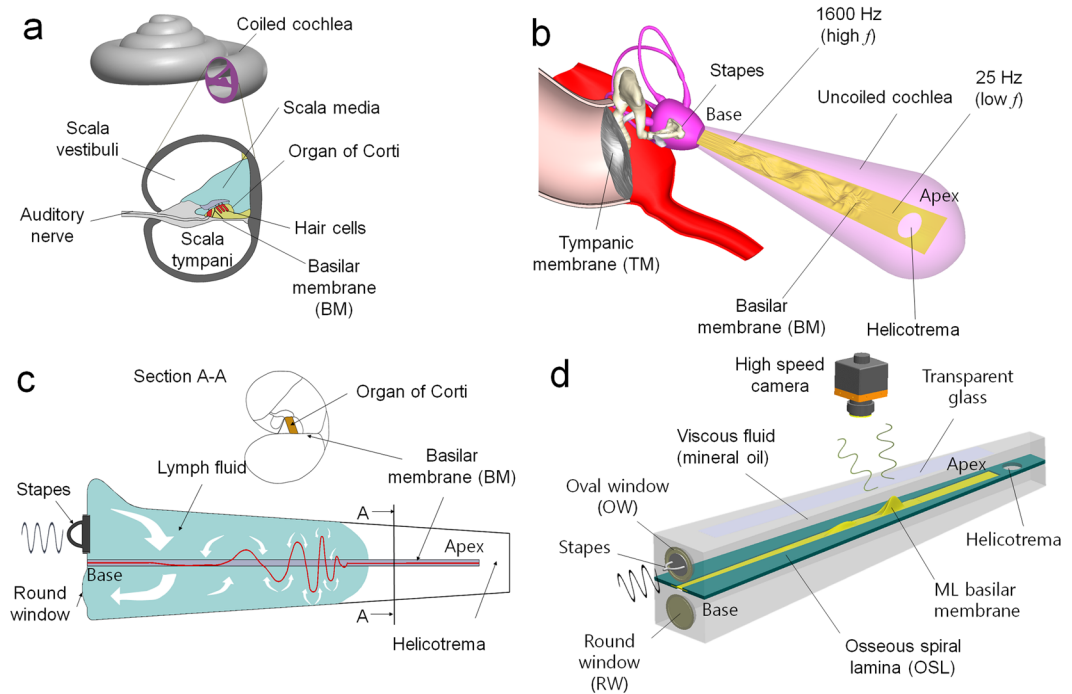 a
Coiled cochlea
Scala media
Scala
vestibuli
Organ of Corti
Auditory
nerve
Hair cells
Scala
tympani
Basilar
membrane
(BM)
b
1600 Hz
(high f)
Stapes
25 Hz
(low f)
Uncoiled cochlea
Base
Apex
Tympanic
membrane (TM)
Basilar
membrane (BM)
Helicotrema
c
Section A-A
Organ of Corti
Lymph fluid
Basilar
membrane
(BM)
Stapes
A
Apex
Base
Round
window
A
Helicotrema
d
High speed
camera
Transparent
glass
Viscous fluid
(mineral oil)
Apex
Oval window
(OW)
Stapes
Helicotrema
Base
ML basilar
membrane
Round
window
(RW)
Osseous spiral
lamina (OSL)